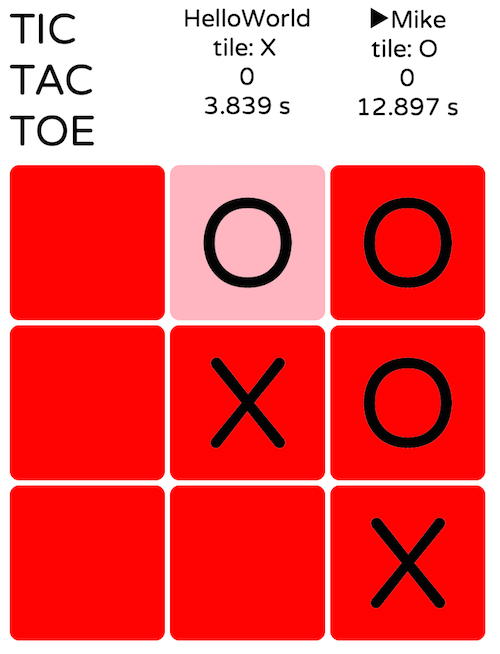 TIC
TAC
TOE
HelloWorld
tile: X
0
3.839 s
▶Mike
tile: O
0
12.897 s
O O
X O
X